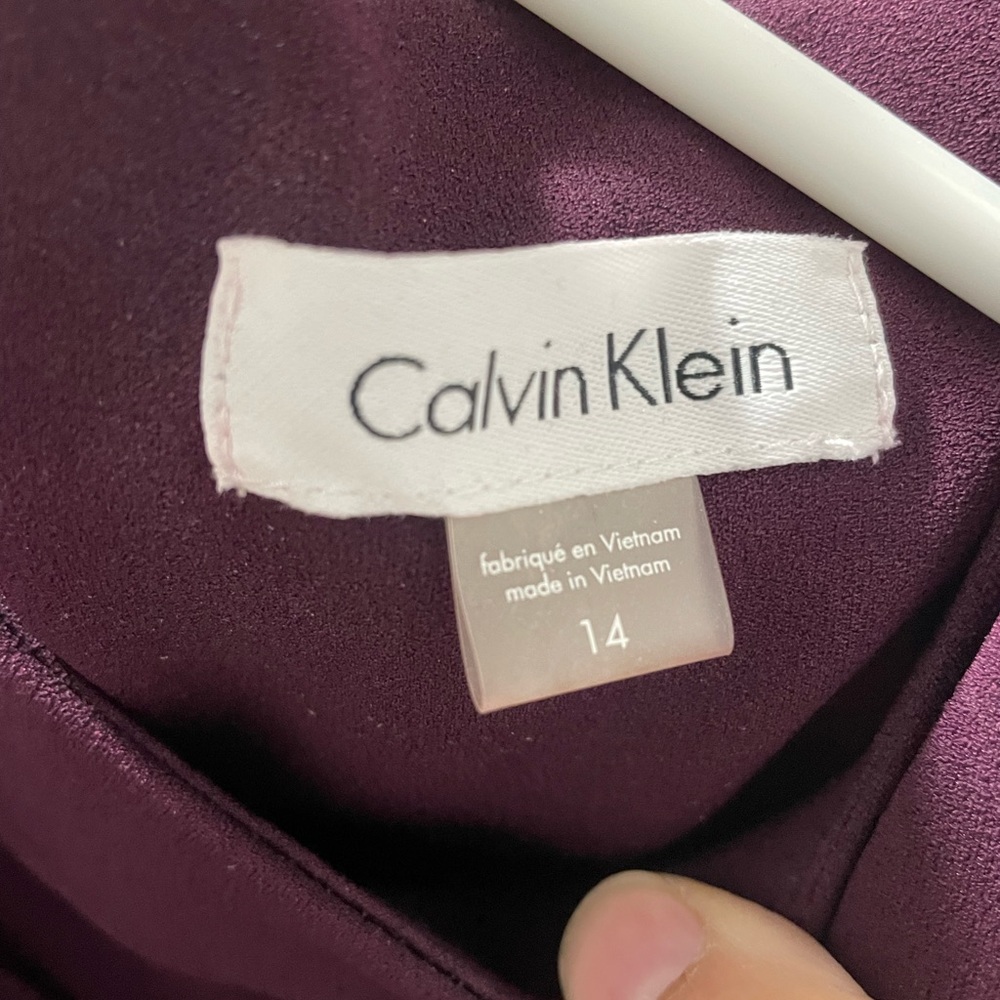 Calvin Klein
fabriqué en Vietnam
made in Vietnam
14